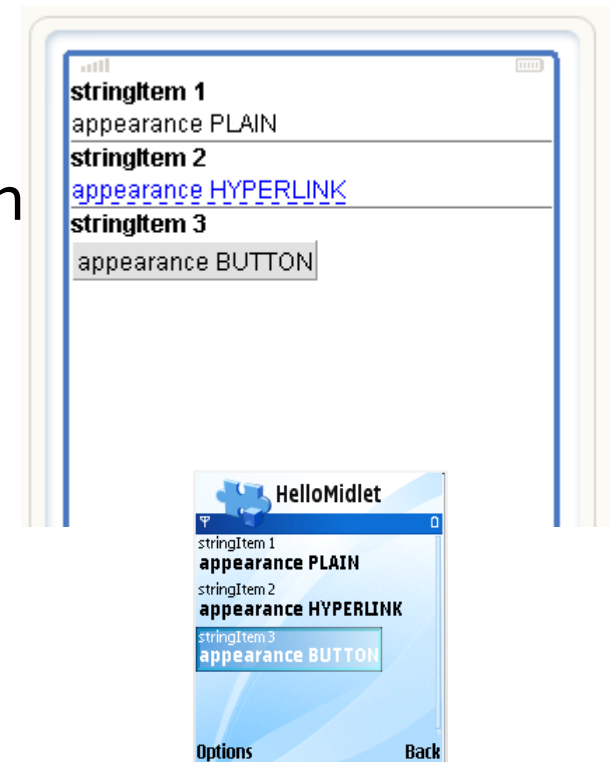 stringItem 1
appearance PLAIN
stringItem 2
n
appearance HYPERLINK
stringItem 3
appearance BUTTON
HelloMidlet
stringItem 1
appearance PLAIN
stringItem 2
appearance HYPERLINK
stringItem 3
appearance BUTTON
Options Back